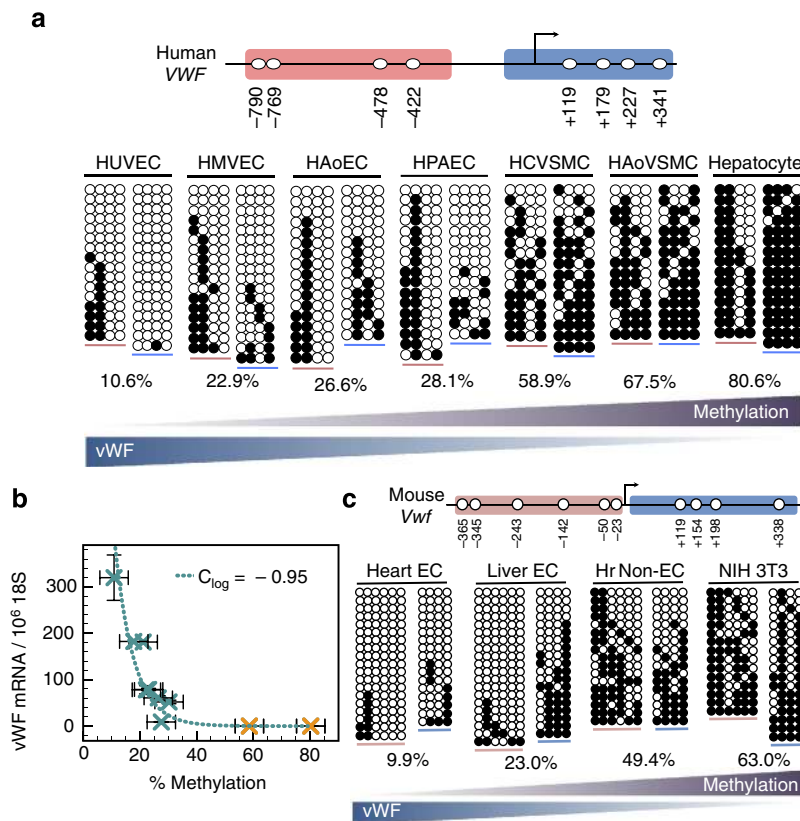 a
Human
VWF
−790
−769
−478
−422
+119
+179
+227
+341
HUVEC HMVEC HAoEC HPAEC HCVSMC HAoVSMC Hepatocyte
10.6% 22.9% 26.6% 28.1% 58.9% 67.5% 80.6%
Methylation
vWF
b
vWF mRNA / 10⁶ 18S
300
200
100
0
C_log = − 0.95
0 20 40 60 80
% Methylation
c
Mouse
Vwf
−365
−345
−243
−142
−50
−23
+119
+154
+198
+338
Heart EC Liver EC Hr Non-EC NIH 3T3
9.9% 23.0% 49.4% 63.0%
Methylation
vWF